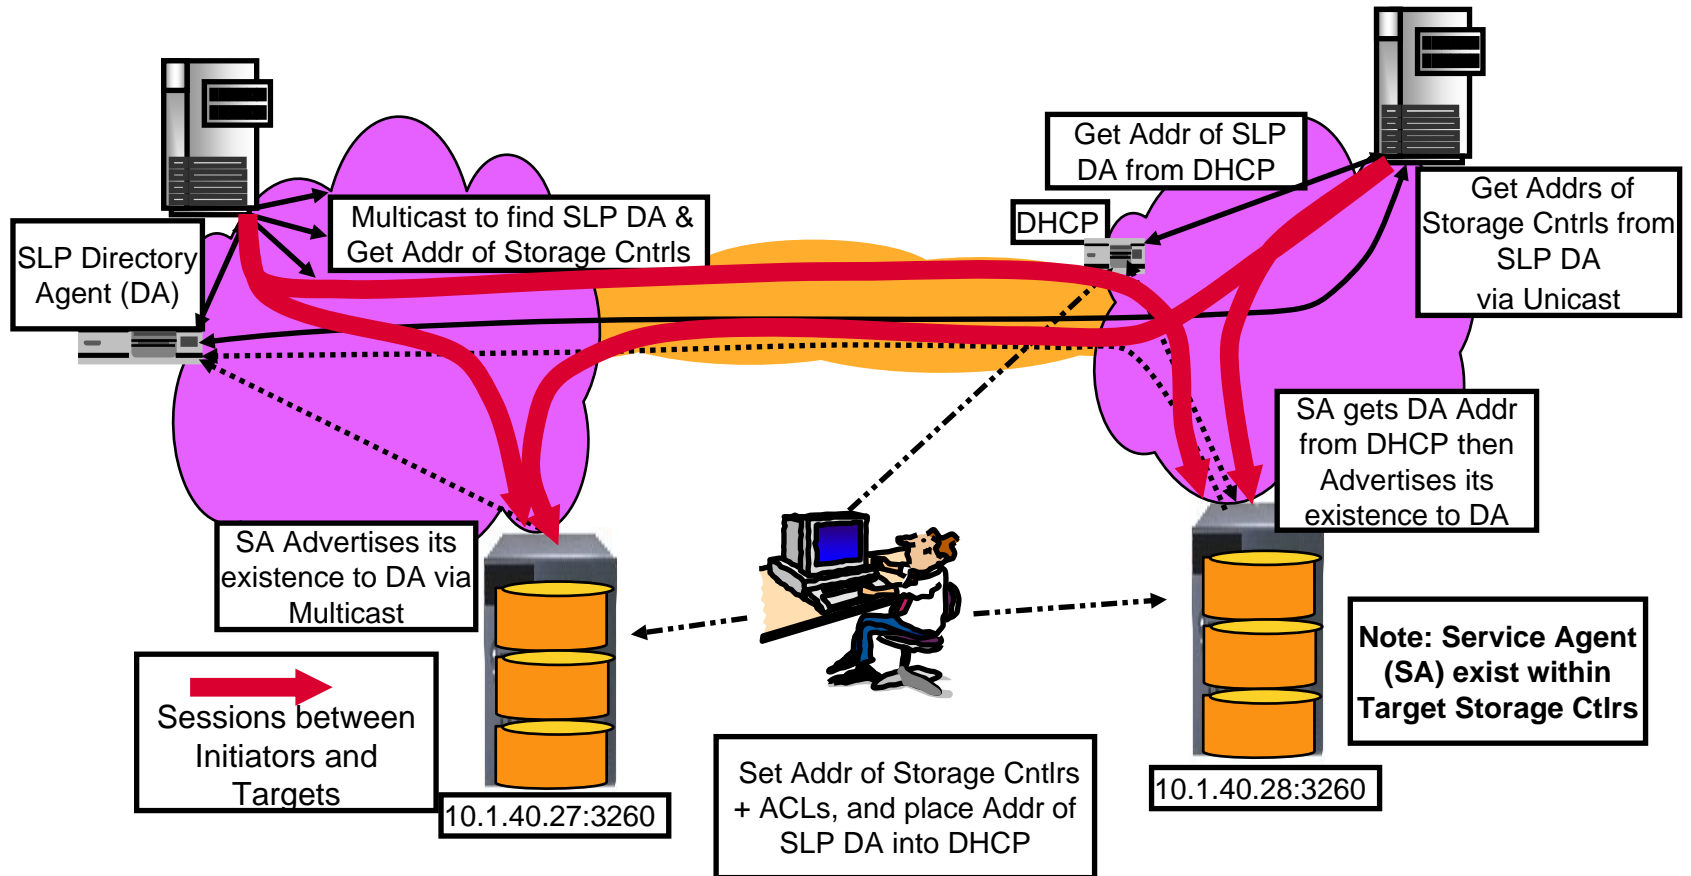 Get Addr of SLP
DA from DHCP
Multicast to find SLP DA &
Get Addr of Storage Cntrls
DHCP
Get Addrs of
Storage Cntrls from
SLP DA
via Unicast
SLP Directory
Agent (DA)
SA gets DA Addr
from DHCP then
Advertises its
existence to DA
SA Advertises its
existence to DA via
Multicast
Note: Service Agent
(SA) exist within
Target Storage Ctlrs
Sessions between
Initiators and
Targets
Set Addr of Storage Cntlrs
+ ACLs, and place Addr of
SLP DA into DHCP
10.1.40.27:3260
10.1.40.28:3260